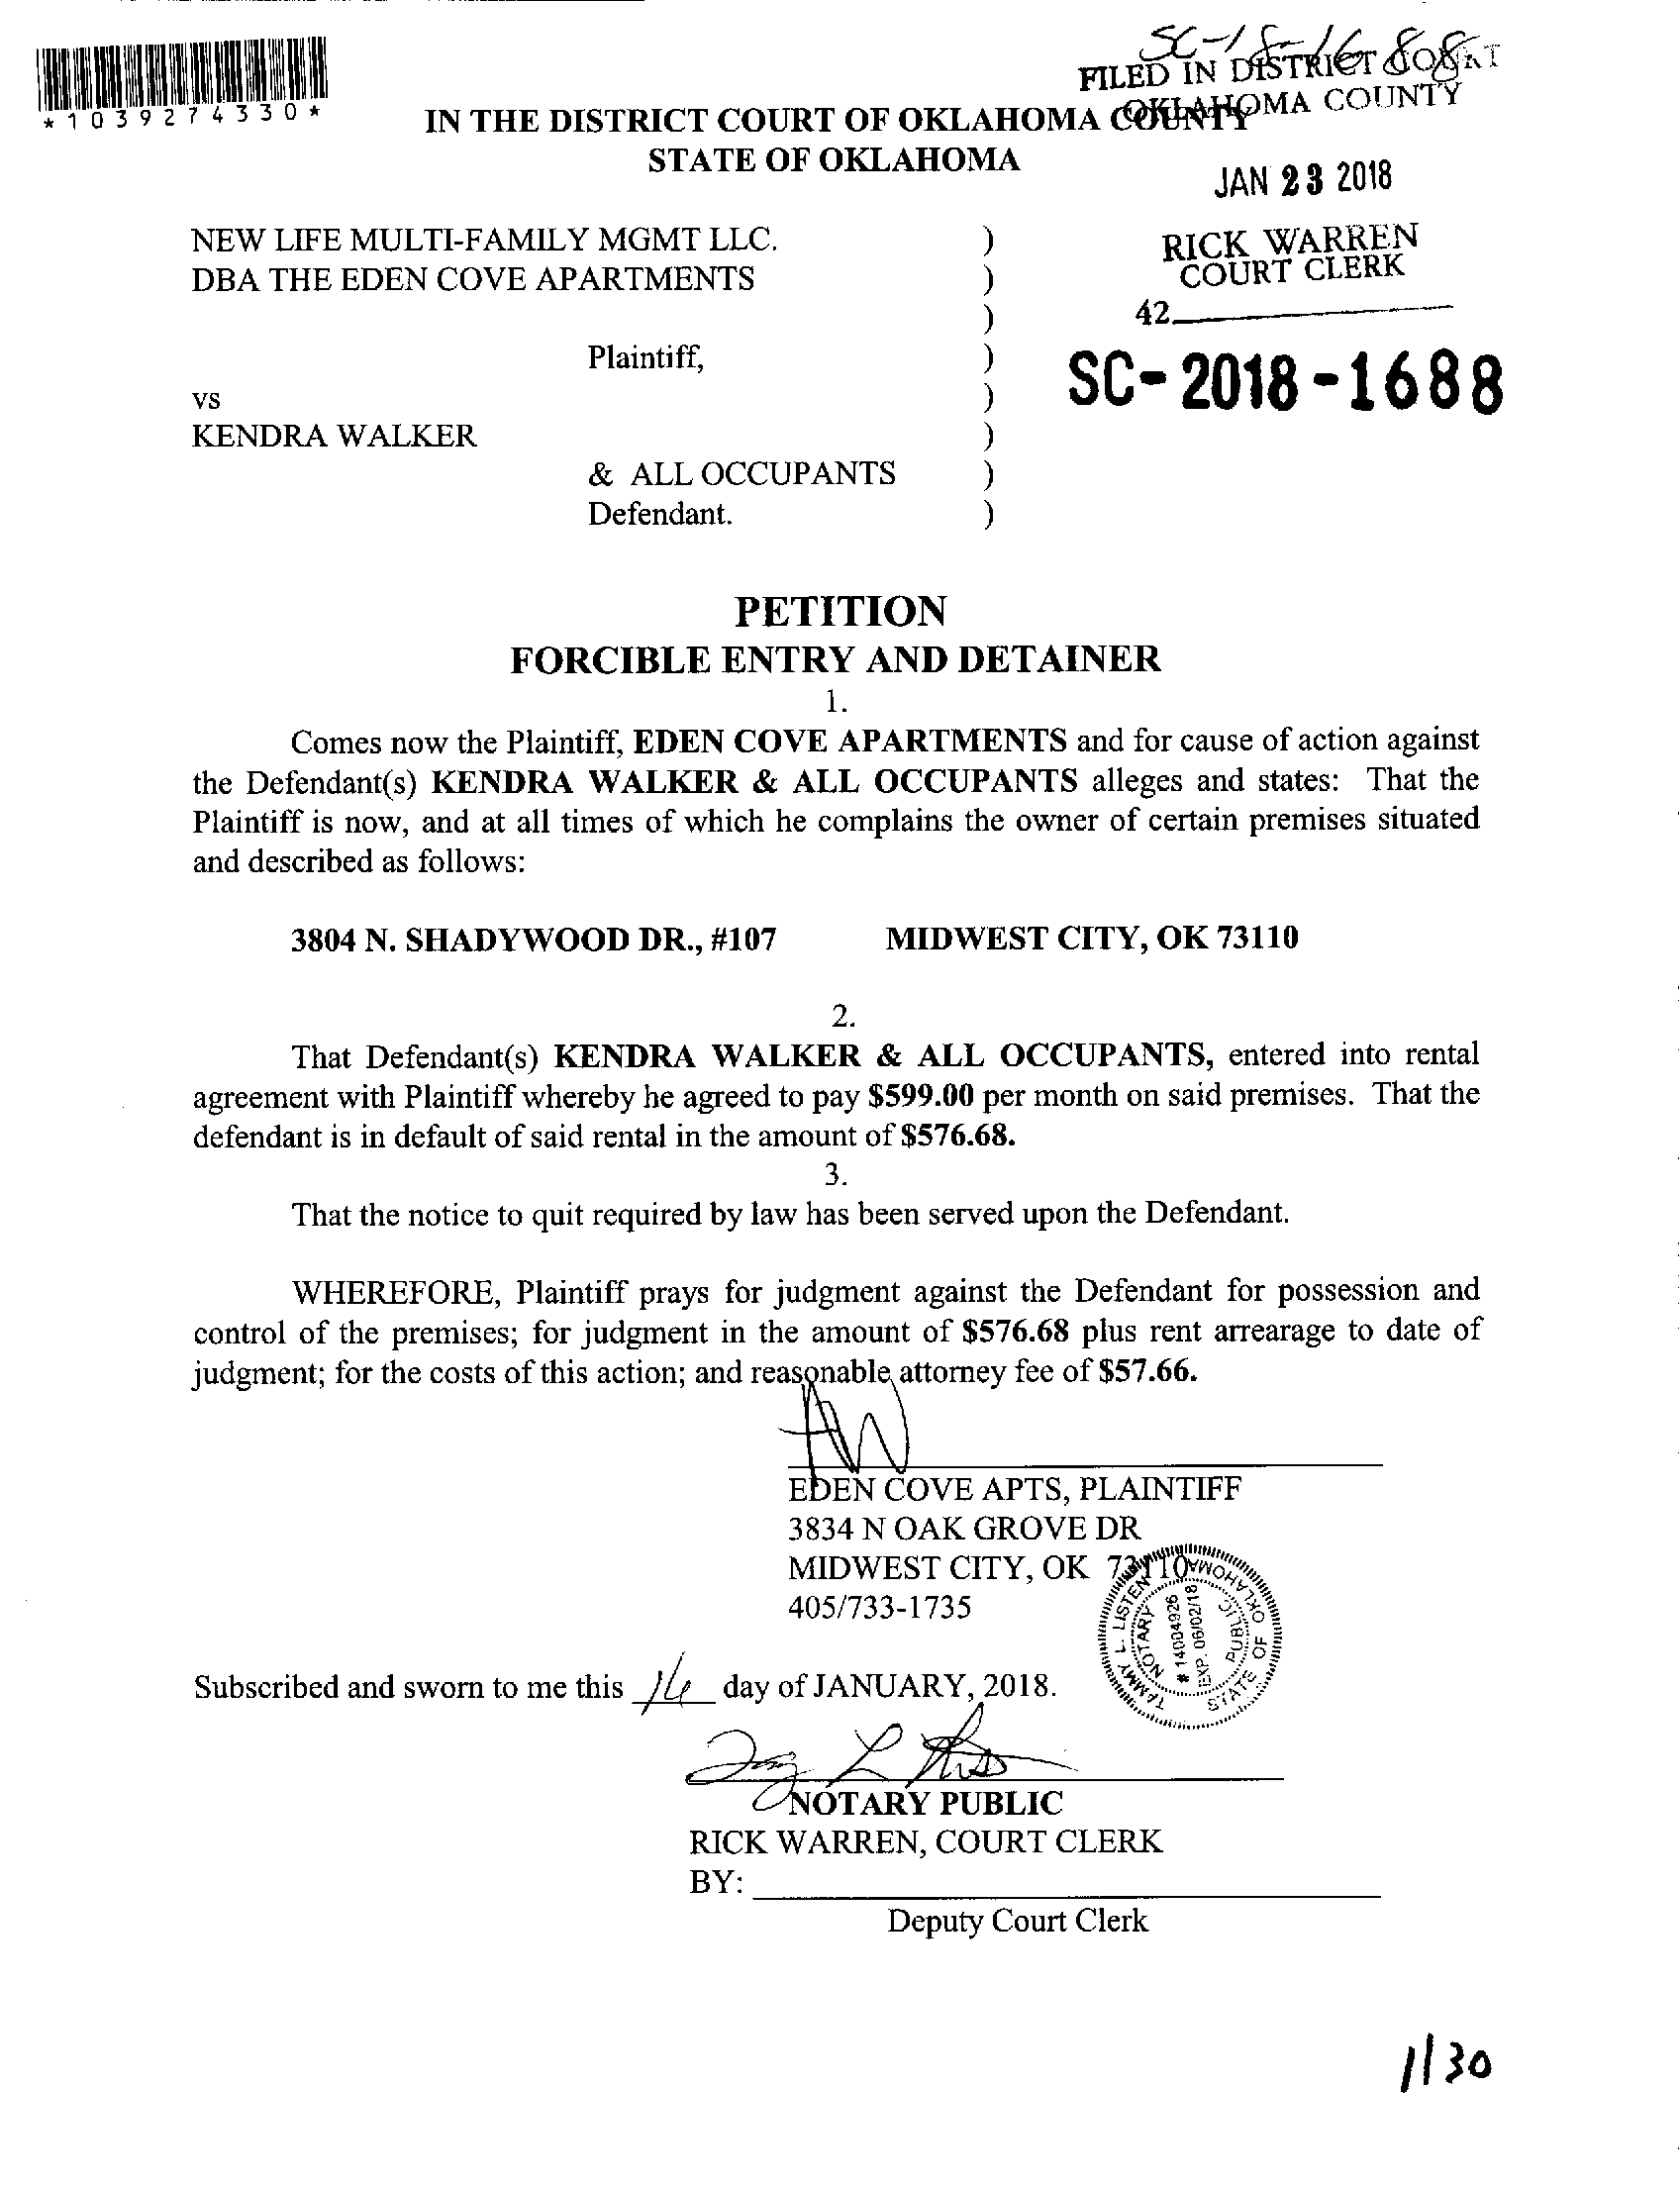 *1039274330*
SC-18-1688
FILED IN DISTRICT COURT
OKLAHOMA COUNTY
IN THE DISTRICT COURT OF OKLAHOMA COUNTY
STATE OF OKLAHOMA
JAN 23 2018
NEW LIFE MULTI-FAMILY MGMT LLC. )
DBA THE EDEN COVE APARTMENTS )
RICK WARREN
COURT CLERK
)
42
Plaintiff, )
SC-2018-1688
vs )
KENDRA WALKER )
& ALL OCCUPANTS )
Defendant. )
PETITION
FORCIBLE ENTRY AND DETAINER
1.
Comes now the Plaintiff, EDEN COVE APARTMENTS and for cause of action against
the Defendant(s) KENDRA WALKER & ALL OCCUPANTS alleges and states: That the
Plaintiff is now, and at all times of which he complains the owner of certain premises situated
and described as follows:
3804 N. SHADYWOOD DR., #107 MIDWEST CITY, OK 73110
2.
That Defendant(s) KENDRA WALKER & ALL OCCUPANTS, entered into rental
agreement with Plaintiff whereby he agreed to pay $599.00 per month on said premises. That the
defendant is in default of said rental in the amount of $576.68.
3.
That the notice to quit required by law has been served upon the Defendant.
WHEREFORE, Plaintiff prays for judgment against the Defendant for possession and
control of the premises; for judgment in the amount of $576.68 plus rent arrearage to date of
judgment; for the costs of this action; and reasonable attorney fee of $57.66.
EDEN COVE APTS, PLAINTIFF
3834 N OAK GROVE DR
MIDWEST CITY, OK 73110
405/733-1735
TAMMY L. LISTEN
NOTARY PUBLIC
# 14004926
EXP. 06/02/18
STATE OF OKLAHOMA
Subscribed and sworn to me this day of JANUARY, 2018.
NOTARY PUBLIC
RICK WARREN, COURT CLERK
BY:
Deputy Court Clerk
1/30